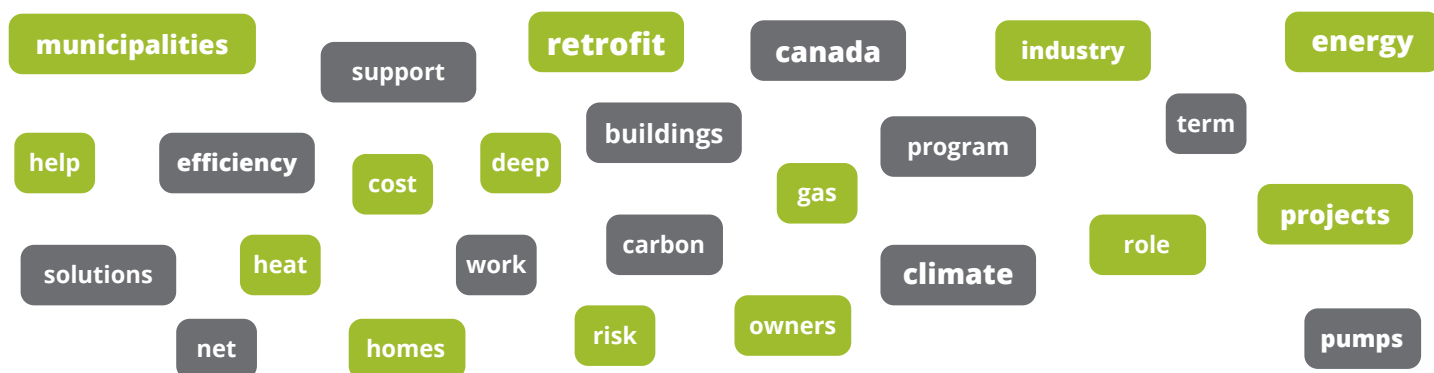 municipalities
support
retrofit
canada
industry
energy
help
efficiency
cost
deep
buildings
gas
program
term
projects
solutions
heat
work
carbon
climate
role
net
homes
risk
owners
pumps